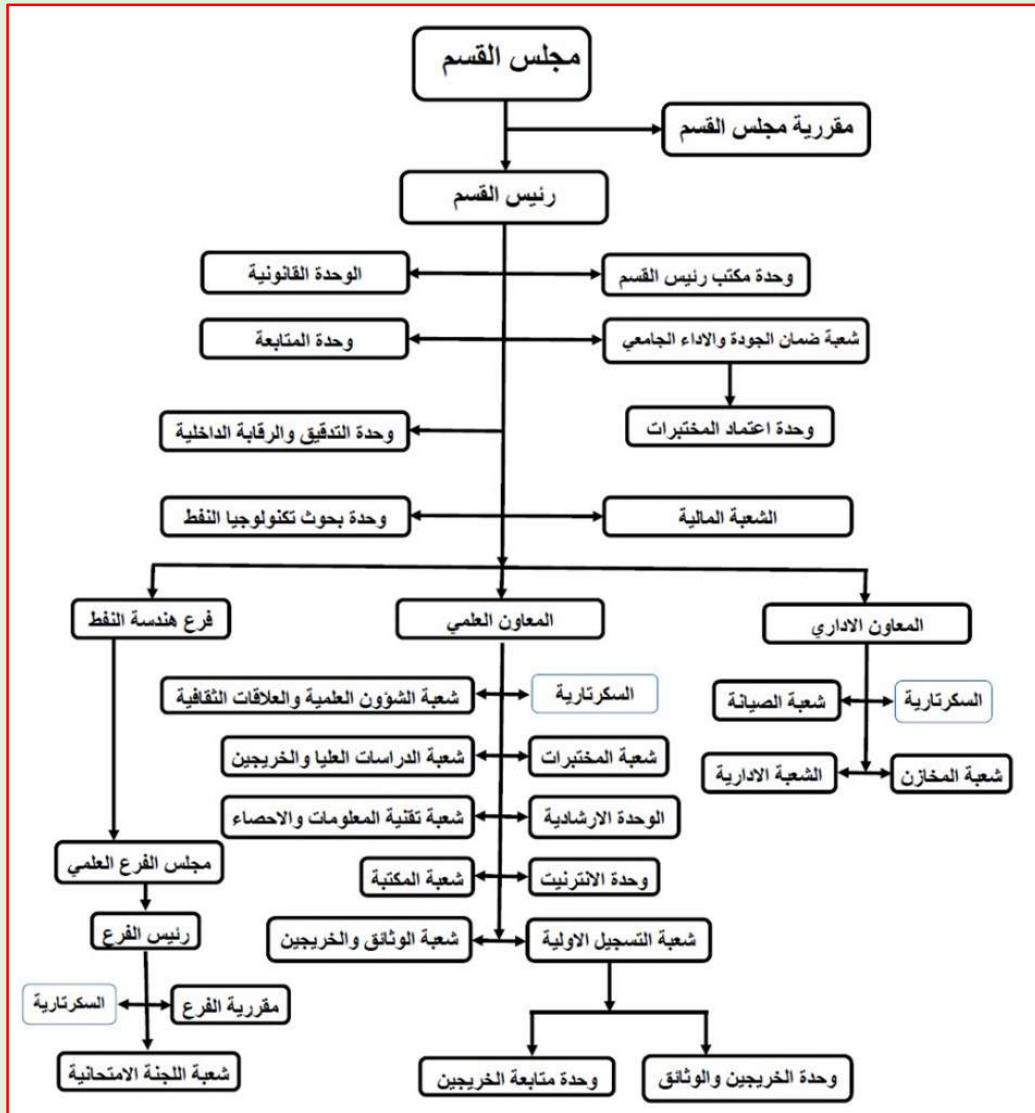 مجلس القسم
مقررية مجلس القسم
رئيس القسم
وحدة مكتب رئيس القسم
الوحدة القانونية
شعبة ضمان الجودة والاداء الجامعي
وحدة المتابعة
وحدة اعتماد المختبرات
وحدة التدقيق والرقابة الداخلية
الشعبة المالية
وحدة بحوث تكنولوجيا النفط
المعاون الاداري
المعاون العلمي
فرع هندسة النفط
السكرتارية
شعبة الصيانة
شعبة المخازن
الشعبة الادارية
السكرتارية
شعبة الشؤون العلمية والعلاقات الثقافية
شعبة المختبرات
شعبة الدراسات العليا والخريجين
الوحدة الارشادية
شعبة تقنية المعلومات والاحصاء
وحدة الانترنيت
شعبة المكتبة
شعبة التسجيل الاولية
شعبة الوثائق والخريجين
وحدة الخريجين والوثائق
وحدة متابعة الخريجين
مجلس الفرع العلمي
رئيس الفرع
مقررية الفرع
السكرتارية
شعبة اللجنة الامتحانية